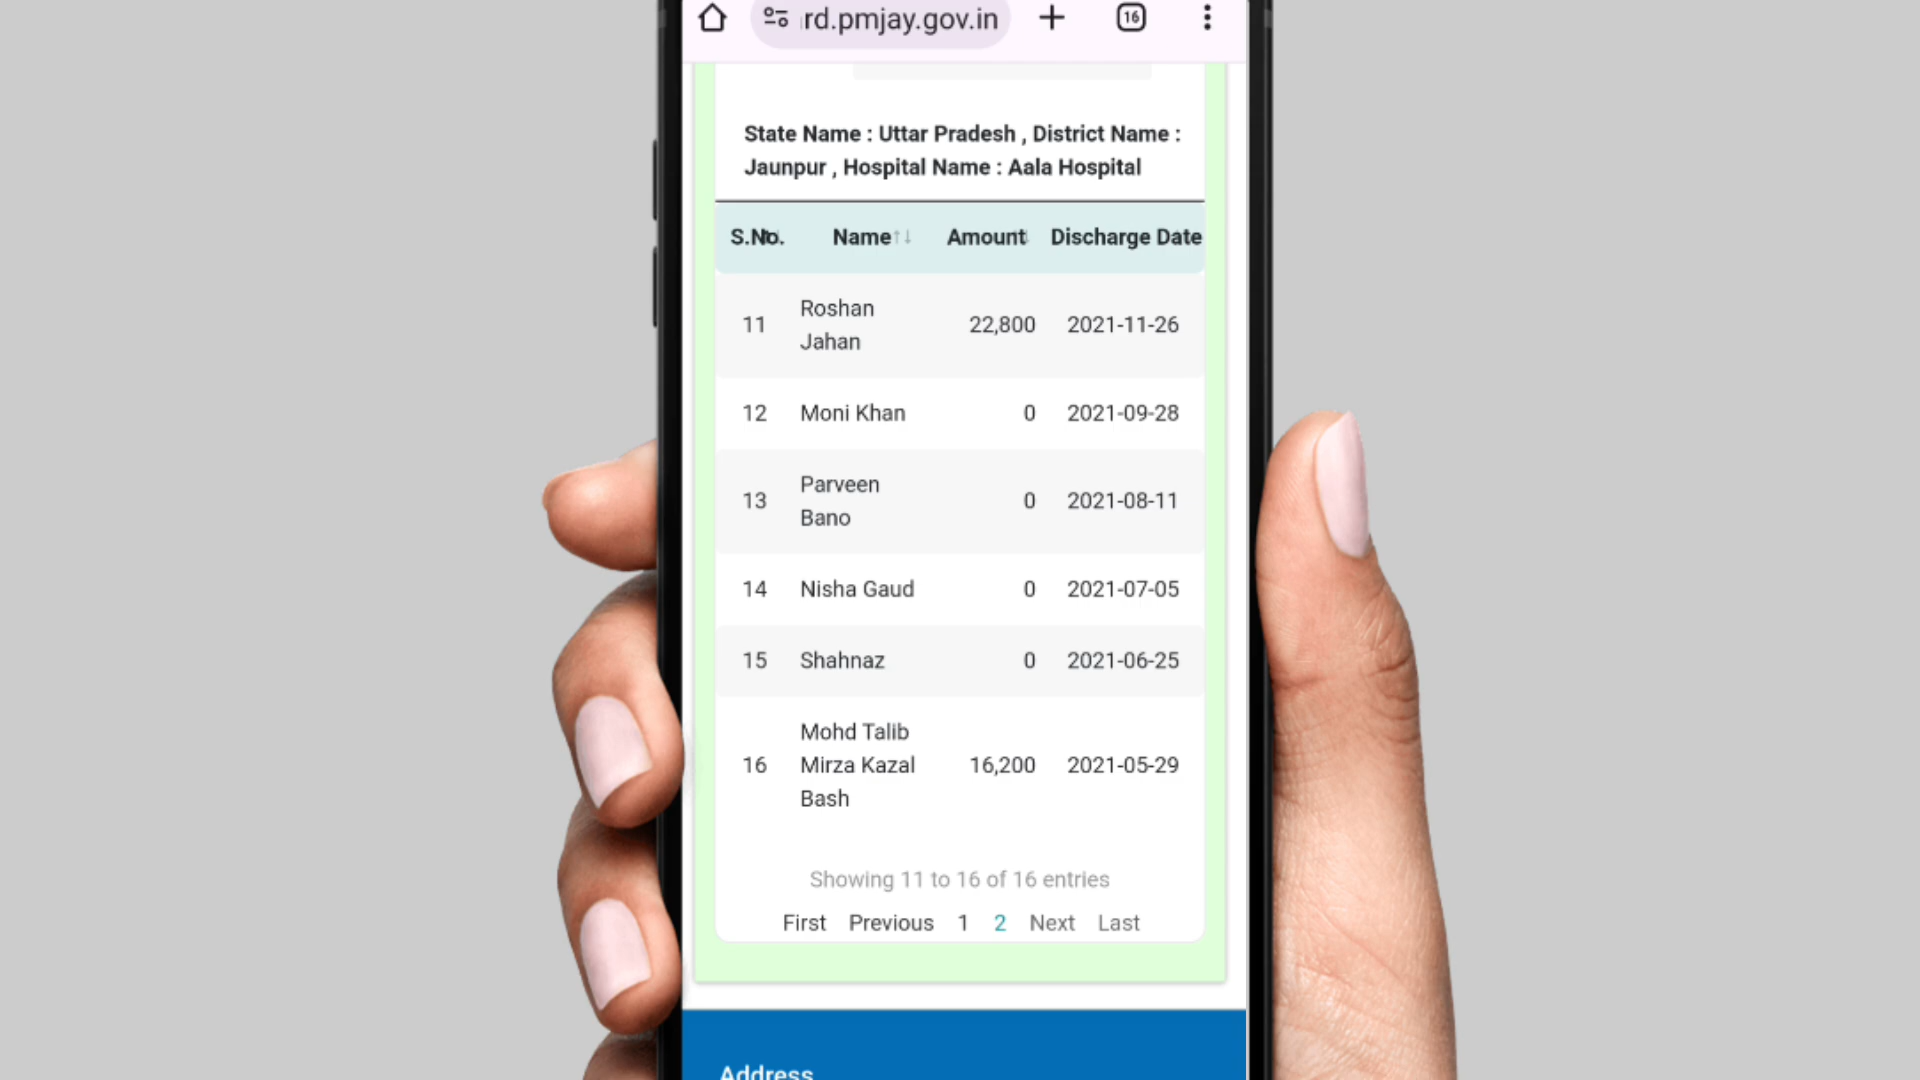 rd.pmjay.gov.in
16
State Name : Uttar Pradesh , District Name :
Jaunpur , Hospital Name : Aala Hospital
S.No. Name↑↓ Amount Discharge Date
11 Roshan Jahan 22,800 2021-11-26
12 Moni Khan 0 2021-09-28
13 Parveen Bano 0 2021-08-11
14 Nisha Gaud 0 2021-07-05
15 Shahnaz 0 2021-06-25
16 Mohd Talib Mirza Kazal Bash 16,200 2021-05-29
Showing 11 to 16 of 16 entries
First Previous 1 2 Next Last
Address